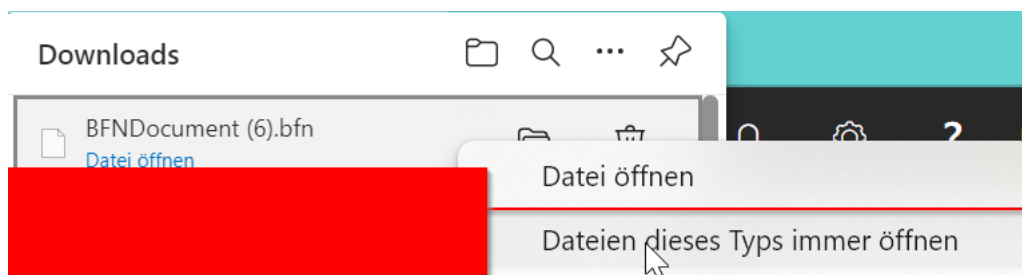 Downloads
BFNDocument (6).bfn
Datei öffnen
?
Datei öffnen
Dateien dieses Typs immer öffnen